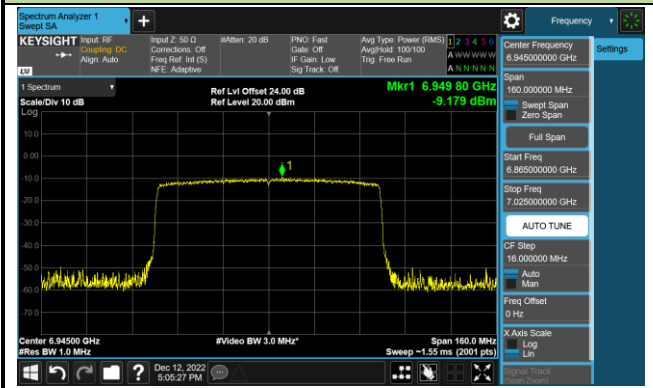 Spectrum Analyzer 1
Swept SA
Frequency
KEYSIGHT
Input: RF
Coupling: DC
Align: Auto
Input Z: 50 Ω
Corrections: Off
Freq Ref: Int (S)
NFE: Adaptive
#Atten: 20 dB
PNO: Fast
Gate: Off
IF Gain: Low
Sig Track: Off
Avg Type: Power (RMS)
Avg|Hold: 100/100
Trig: Free Run
1 2 3 4 5 6
A W W W W W
A N N N N N
LXI
1 Spectrum
Scale/Div 10 dB
Ref Lvl Offset 24.00 dB
Ref Level 20.00 dBm
Mkr1 6.949 80 GHz
-9.179 dBm
Log
10.0
0.00
-10.0
-20.0
-30.0
-40.0
-50.0
-60.0
-70.0
1
Center 6.94500 GHz
#Res BW 1.0 MHz
#Video BW 3.0 MHz*
Span 160.0 MHz
Sweep ~1.55 ms (2001 pts)
Center Frequency
6.945000000 GHz
Settings
Span
160.000000 MHz
Swept Span
Zero Span
Full Span
Start Freq
6.865000000 GHz
Stop Freq
7.025000000 GHz
AUTO TUNE
CF Step
16.000000 MHz
Auto
Man
Freq Offset
0 Hz
X Axis Scale
Log
Lin
Signal Track
(Span Zoom)
Dec 12, 2022
5:05:27 PM